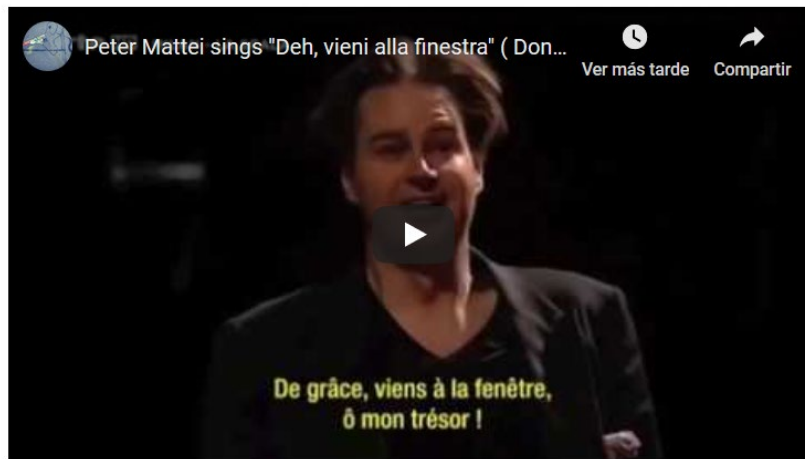 Peter Mattei sings "Deh, vieni alla finestra" ( Don...
Ver más tarde
Compartir
De grâce, viens à la fenêtre,
ô mon trésor !